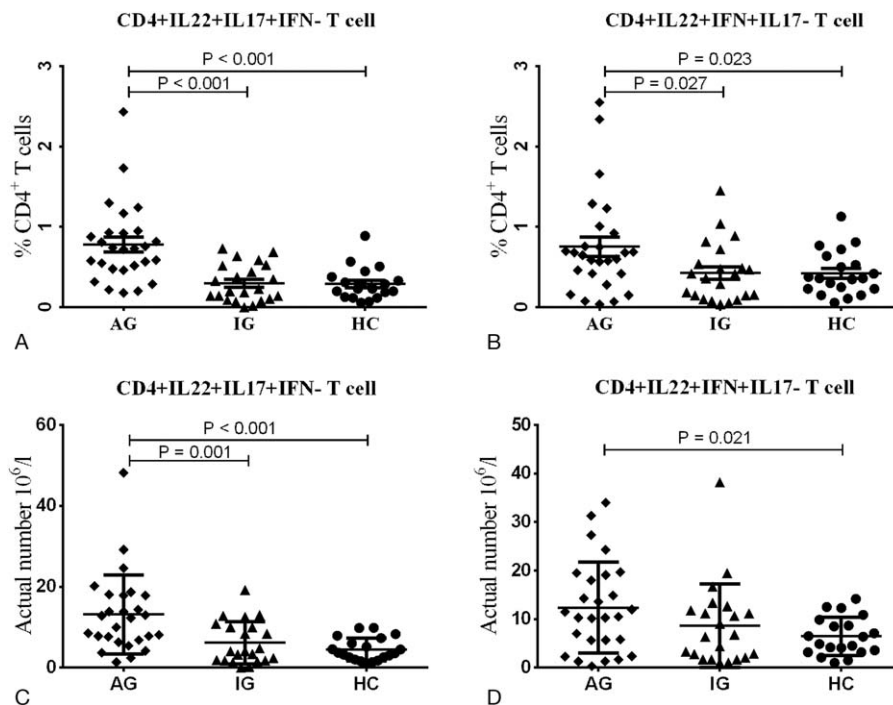 CD4+IL22+IL17+IFN- T cell
P < 0.001
P < 0.001
% CD4⁺ T cells
3
2
1
0
AG
IG
HC
A
CD4+IL22+IFN+IL17- T cell
P = 0.023
P = 0.027
% CD4⁺ T cells
3
2
1
0
AG
IG
HC
B
CD4+IL22+IL17+IFN- T cell
P < 0.001
P = 0.001
Actual number 10⁶/l
60
40
20
0
AG
IG
HC
C
CD4+IL22+IFN+IL17- T cell
P = 0.021
Actual number 10⁶/l
50
40
30
20
10
0
AG
IG
HC
D